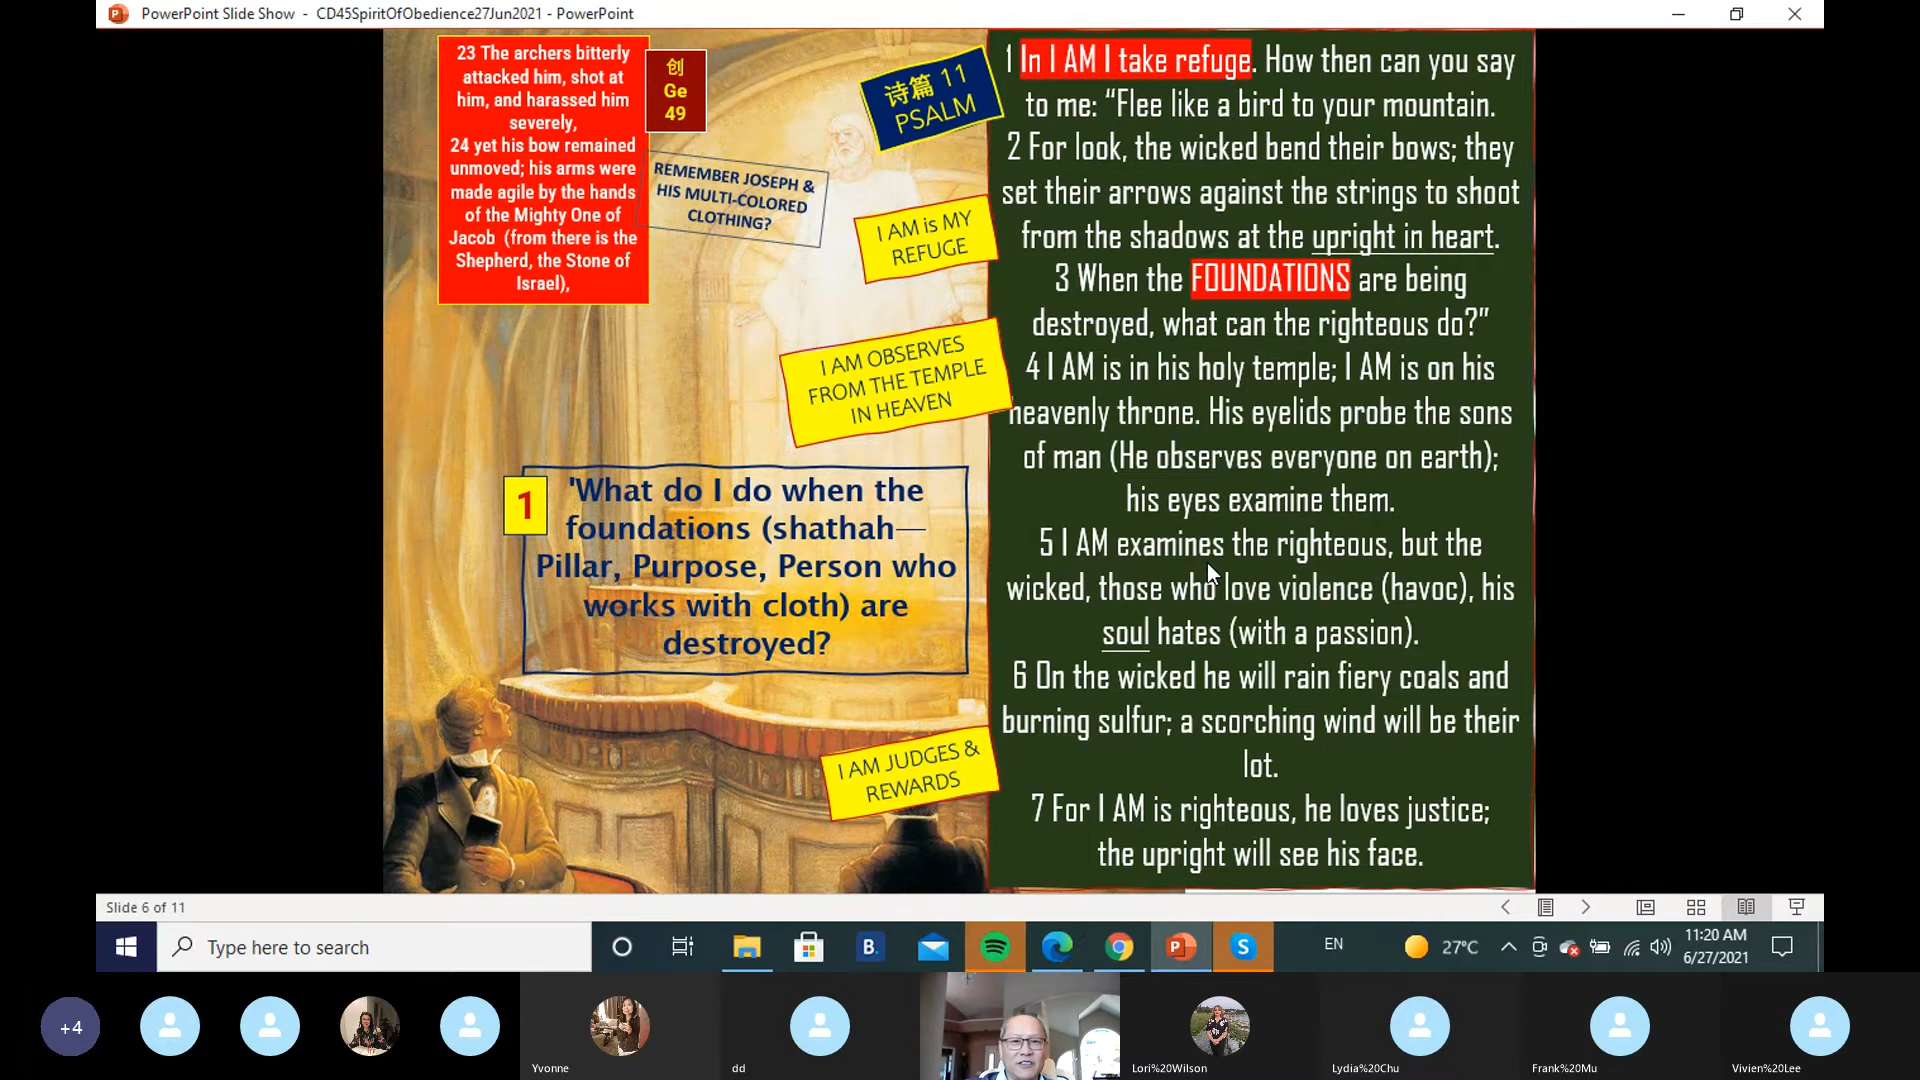 PowerPoint Slide Show - CD45SpiritOfObedience27Jun2021 - PowerPoint
23 The archers bitterly
attacked him, shot at
him, and harassed him
severely,
24 yet his bow remained
unmoved; his arms were
made agile by the hands
of the Mighty One of
Jacob (from there is the
Shepherd, the Stone of
Israel),
创
Ge
49
REMEMBER JOSEPH &
HIS MULTI-COLORED
CLOTHING?
诗篇 11
PSALM
I AM is MY
REFUGE
I AM OBSERVES
FROM THE TEMPLE
IN HEAVEN
1
'What do I do when the
foundations (shathah—
Pillar, Purpose, Person who
works with cloth) are
destroyed?
I AM JUDGES &
REWARDS
1 In I AM I take refuge. How then can you say
to me: “Flee like a bird to your mountain.
2 For look, the wicked bend their bows; they
set their arrows against the strings to shoot
from the shadows at the upright in heart.
3 When the FOUNDATIONS are being
destroyed, what can the righteous do?”
4 I AM is in his holy temple; I AM is on his
heavenly throne. His eyelids probe the sons
of man (He observes everyone on earth);
his eyes examine them.
5 I AM examines the righteous, but the
wicked, those who love violence (havoc), his
soul hates (with a passion).
6 On the wicked he will rain fiery coals and
burning sulfur; a scorching wind will be their
lot.
7 For I AM is righteous, he loves justice;
the upright will see his face.
Slide 6 of 11
Type here to search
B.
EN
27°C
11:20 AM
6/27/2021
+4
Yvonne
dd
Lori%20Wilson
Lydia%20Chu
Frank%20Mu
Vivien%20Lee